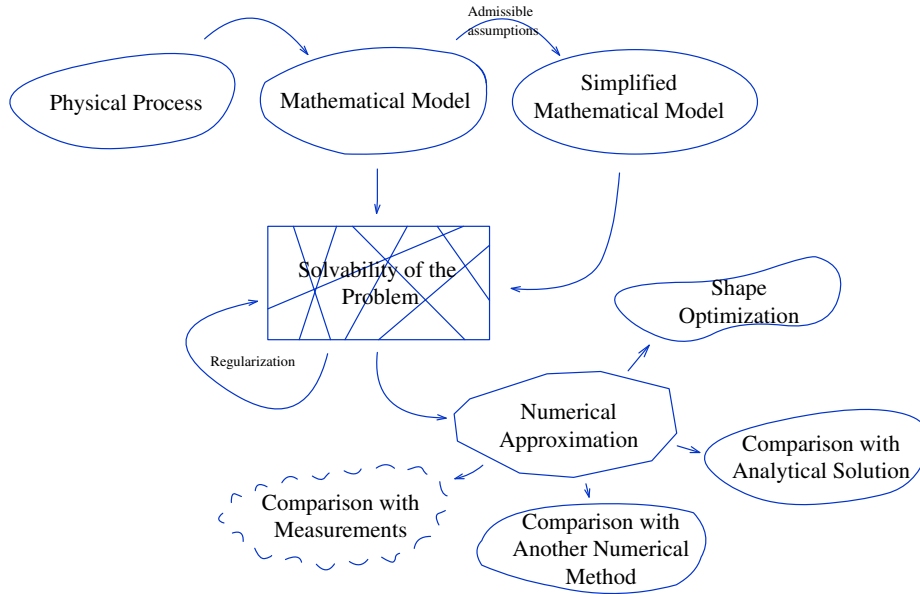 Admissible
assumptions
Physical Process
Mathematical Model
Simplified
Mathematical Model
Solvability of the
Problem
Regularization
Shape
Optimization
Numerical
Approximation
Comparison with
Analytical Solution
Comparison with
Measurements
Comparison with
Another Numerical
Method